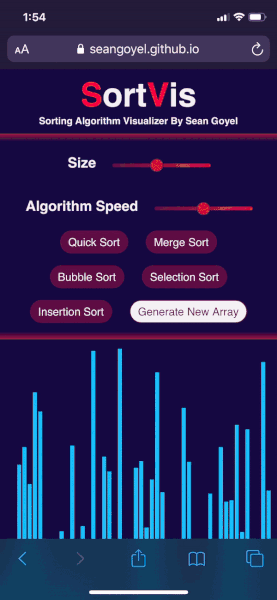 1:54
AA seangoyel.github.io
SortVis
Sorting Algorithm Visualizer By Sean Goyel
Size
Algorithm Speed
Quick Sort Merge Sort
Bubble Sort Selection Sort
Insertion Sort Generate New Array